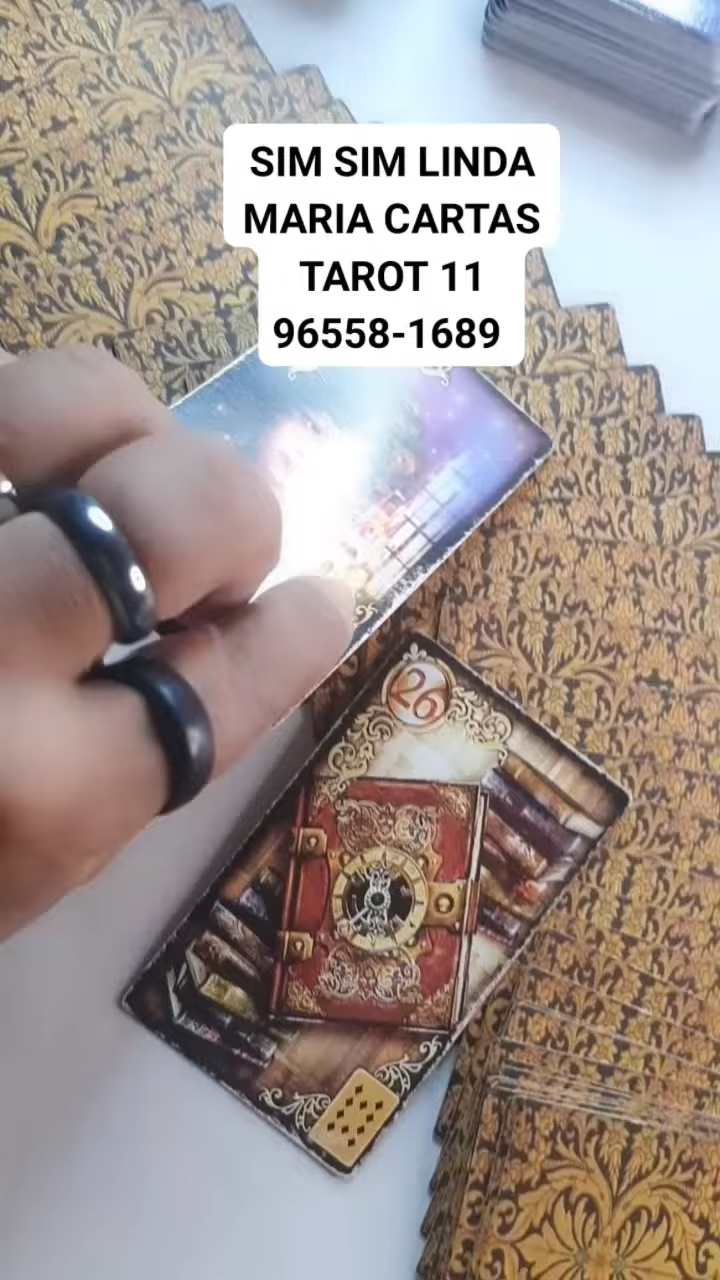 SIM SIM LINDA
MARIA CARTAS
TAROT 11
96558-1689
26